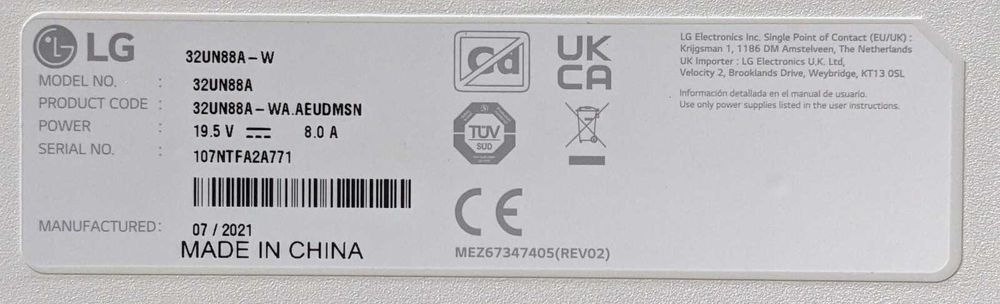 LG
32UN88A-W
MODEL NO. : 32UN88A
PRODUCT CODE : 32UN88A-WA.AEUDMSN
POWER : 19.5 V ⎓ 8.0 A
SERIAL NO. : 107NTFA2A771
MANUFACTURED: 07 / 2021
MADE IN CHINA
Cd
UK
CA
TÜV
SÜD
CE
MEZ67347405(REV02)
LG Electronics Inc. Single Point of Contact (EU/UK) :
Krijgsman 1, 1186 DM Amstelveen, The Netherlands
UK Importer : LG Electronics U.K. Ltd,
Velocity 2, Brooklands Drive, Weybridge, KT13 0SL
Información detallada en el manual de usuario.
Use only power supplies listed in the user instructions.